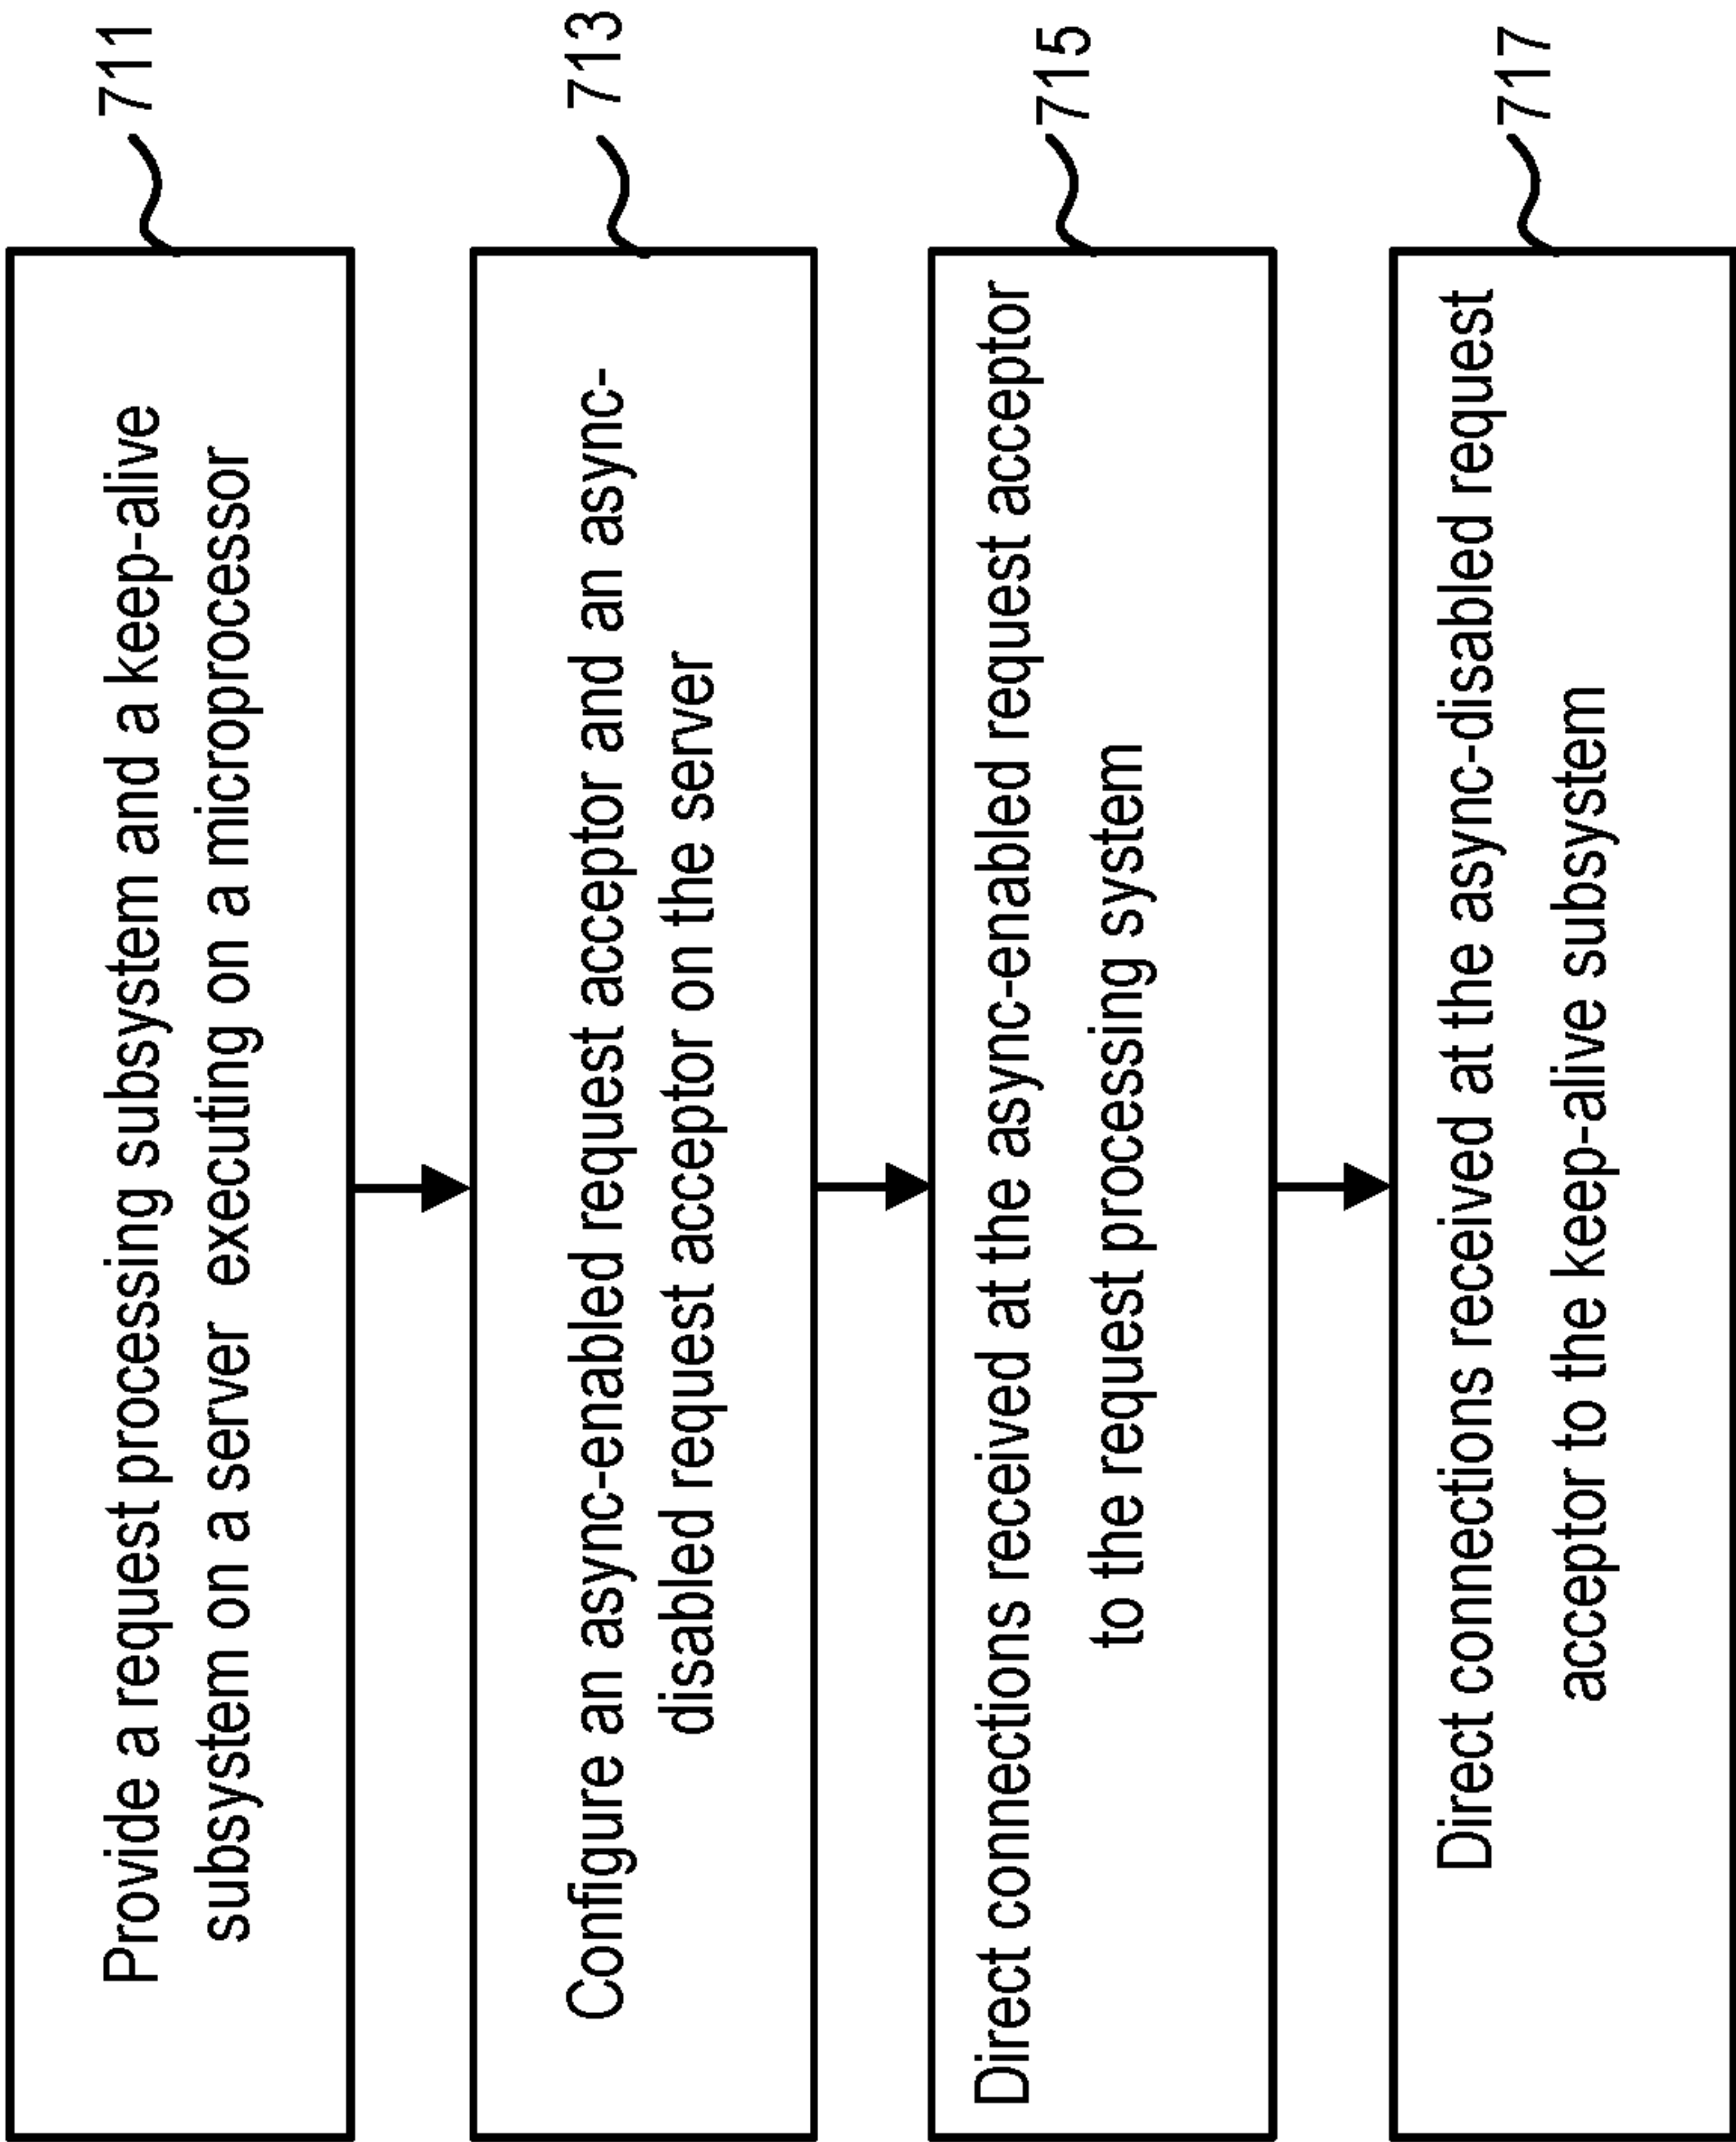 Provide a request processing subsystem and a keep-alive
subsystem on a server executing on a microprocessor
711
Configure an async-enabled request acceptor and an async-
disabled request acceptor on the server
713
Direct connections received at the async-enabled request acceptor
to the request processing system
715
Direct connections received at the async-disabled request
acceptor to the keep-alive subsystem
717